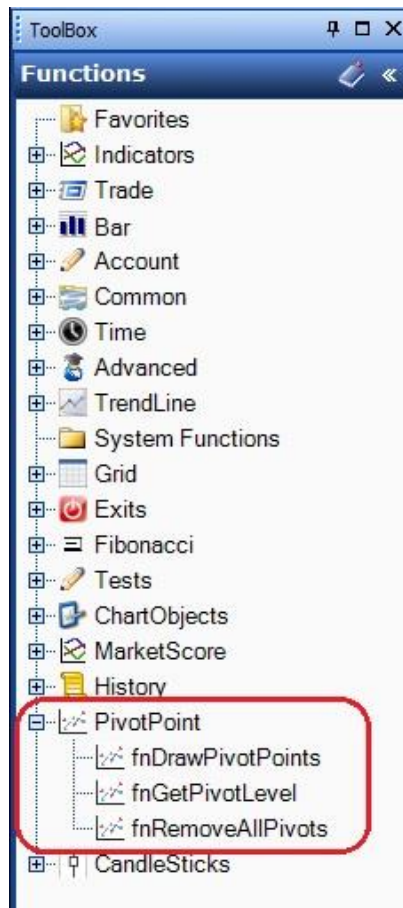 ToolBox
Functions
Favorites
Indicators
Trade
Bar
Account
Common
Time
Advanced
TrendLine
System Functions
Grid
Exits
Fibonacci
Tests
ChartObjects
MarketScore
History
PivotPoint
fnDrawPivotPoints
fnGetPivotLevel
fnRemoveAllPivots
CandleSticks